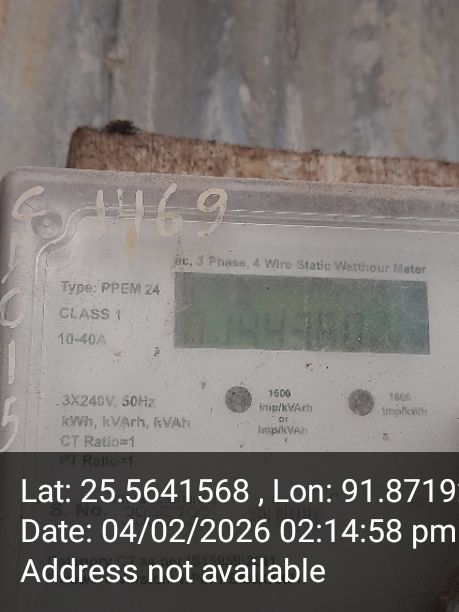 1469
ac, 3 Phase, 4 Wire Static Watthour Meter
Type: PPEM 24
CLASS 1
10-40A
3X240V, 50Hz
kWh, kVArh, kVAh
CT Ratio=1
PT Ratio=1
1600
imp/kVArh
or
imp/kVAh
1600
imp/kWh
S. No.
Lat: 25.5641568 , Lon: 91.8719
Date: 04/02/2026 02:14:58 pm
Address not available